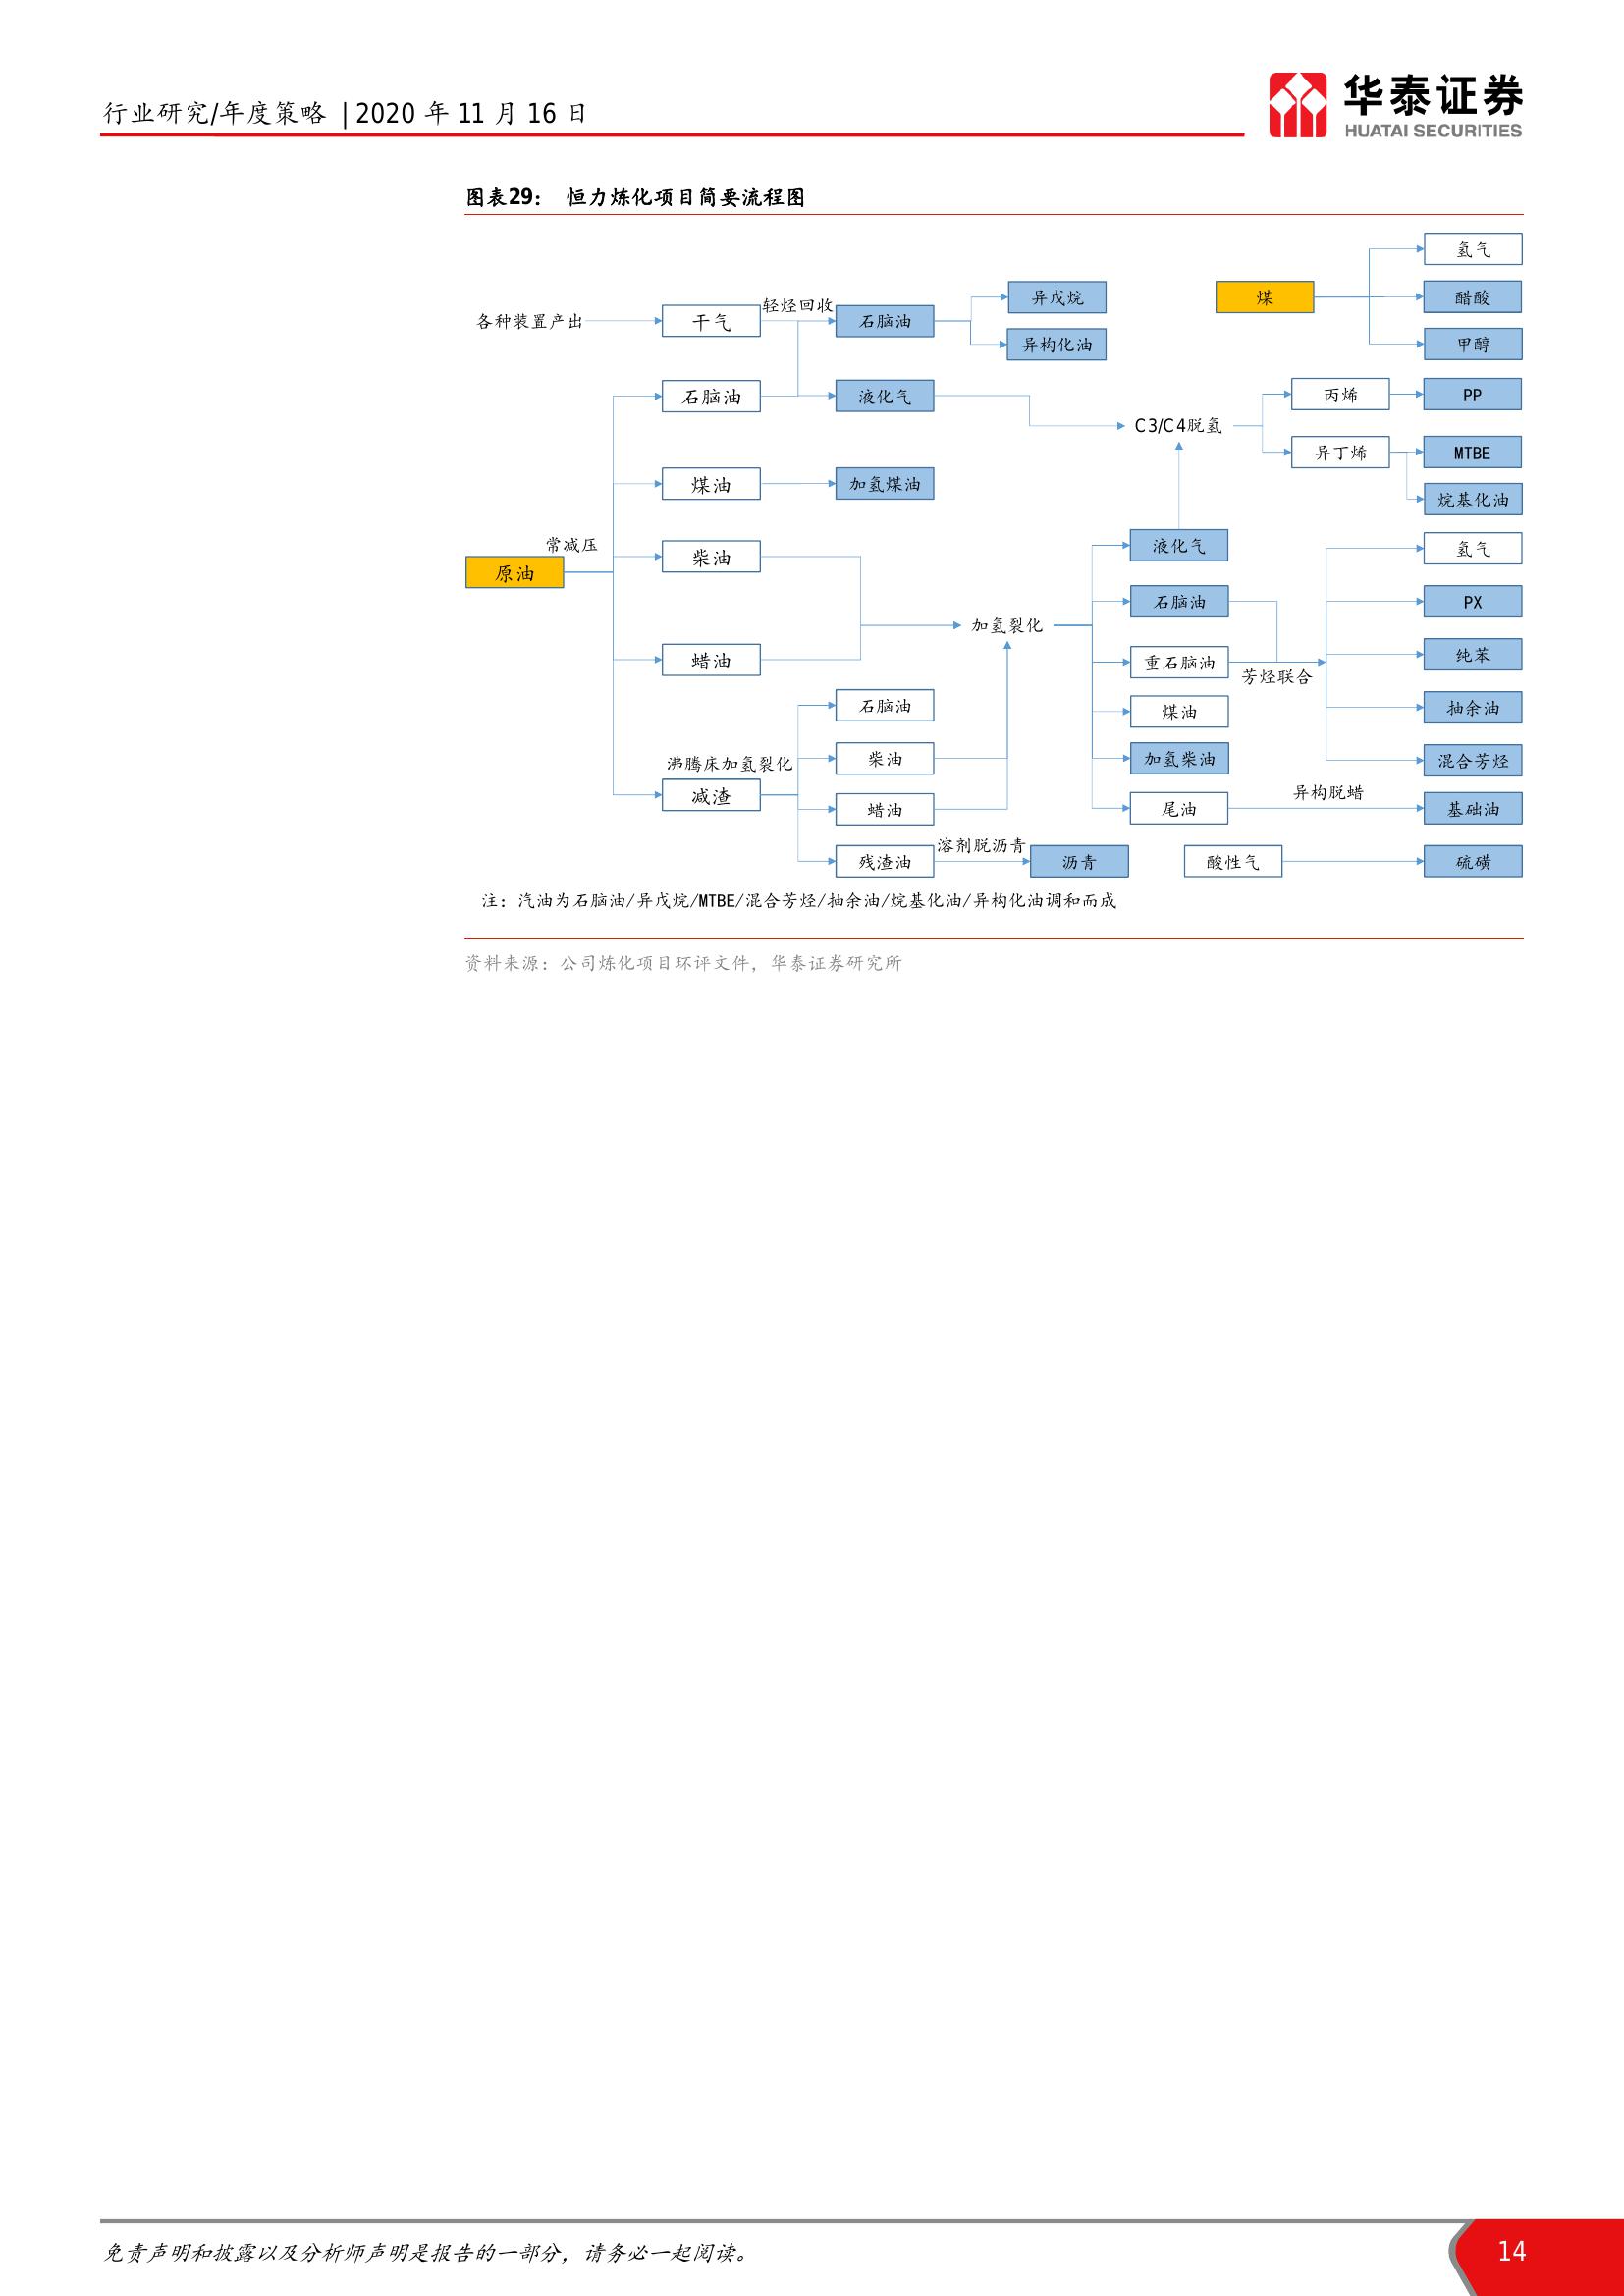 行业研究/年度策略 | 2020 年 11 月 16 日
华泰证券
HUATAI SECURITIES
图表29： 恒力炼化项目简要流程图
氢气
煤
醋酸
甲醇
各种装置产出
干气
轻烃回收
石脑油
异戊烷
异构化油
石脑油
液化气
C3/C4脱氢
丙烯
PP
异丁烯
MTBE
烷基化油
煤油
加氢煤油
常减压
原油
柴油
蜡油
加氢裂化
液化气
石脑油
重石脑油
芳烃联合
煤油
加氢柴油
尾油
氢气
PX
纯苯
抽余油
混合芳烃
异构脱蜡
基础油
沸腾床加氢裂化
减渣
石脑油
柴油
蜡油
残渣油
溶剂脱沥青
沥青
酸性气
硫磺
注：汽油为石脑油/异戊烷/MTBE/混合芳烃/抽余油/烷基化油/异构化油调和而成
资料来源：公司炼化项目环评文件，华泰证券研究所
免责声明和披露以及分析师声明是报告的一部分，请务必一起阅读。
14